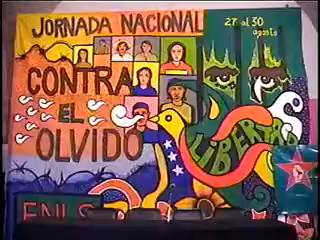 JORNADA NACIONAL
27 al 30
agosto
CONTRA
EL
OLVIDO
LIBERTAD